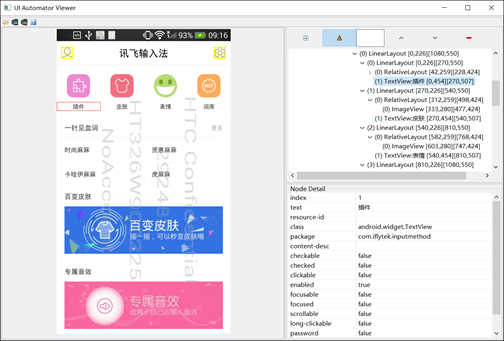 UI Automator Viewer
93% 09:16
讯飞输入法
插件
皮肤
表情
词库
一针见血词
更多
时尚麻麻
贤惠麻麻
卡哇伊麻麻
虎麻麻
百变皮肤
百变皮肤
摇一摇，可以秒变皮肤哦
专属音效
专属音效
HTC Confidential
HT326W90
NoAcco
(0) LinearLayout [0,226][1080,550]
(0) LinearLayout [0,226][270,550]
(0) RelativeLayout [42,259][228,424]
(1) TextView:插件 [0,454][270,507]
(1) LinearLayout [270,226][540,550]
(0) RelativeLayout [312,259][498,424]
(0) ImageView [333,280][477,424]
(1) TextView:皮肤 [270,454][540,507]
(2) LinearLayout [540,226][810,550]
(0) RelativeLayout [582,259][768,424]
(0) ImageView [603,280][747,424]
(1) TextView:表情 [540,454][810,507]
(3) LinearLayout [810,226][1080,550]
Node Detail
index 1
text 插件
resource-id
class android.widget.TextView
package com.iflytek.inputmethod
content-desc
checkable false
checked false
clickable false
enabled true
focusable false
focused false
scrollable false
long-clickable false
password false